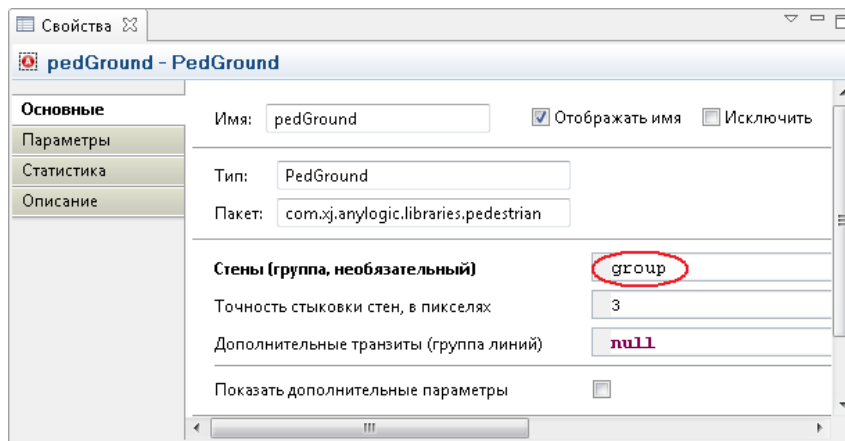 Свойства
pedGround - PedGround
Основные
Параметры
Статистика
Описание
Имя: pedGround Отображать имя Исключить
Тип: PedGround
Пакет: com.xj.anylogic.libraries.pedestrian
Стены (группа, необязательный) group
Точность стыковки стен, в пикселях 3
Дополнительные транзиты (группа линий) null
Показать дополнительные параметры